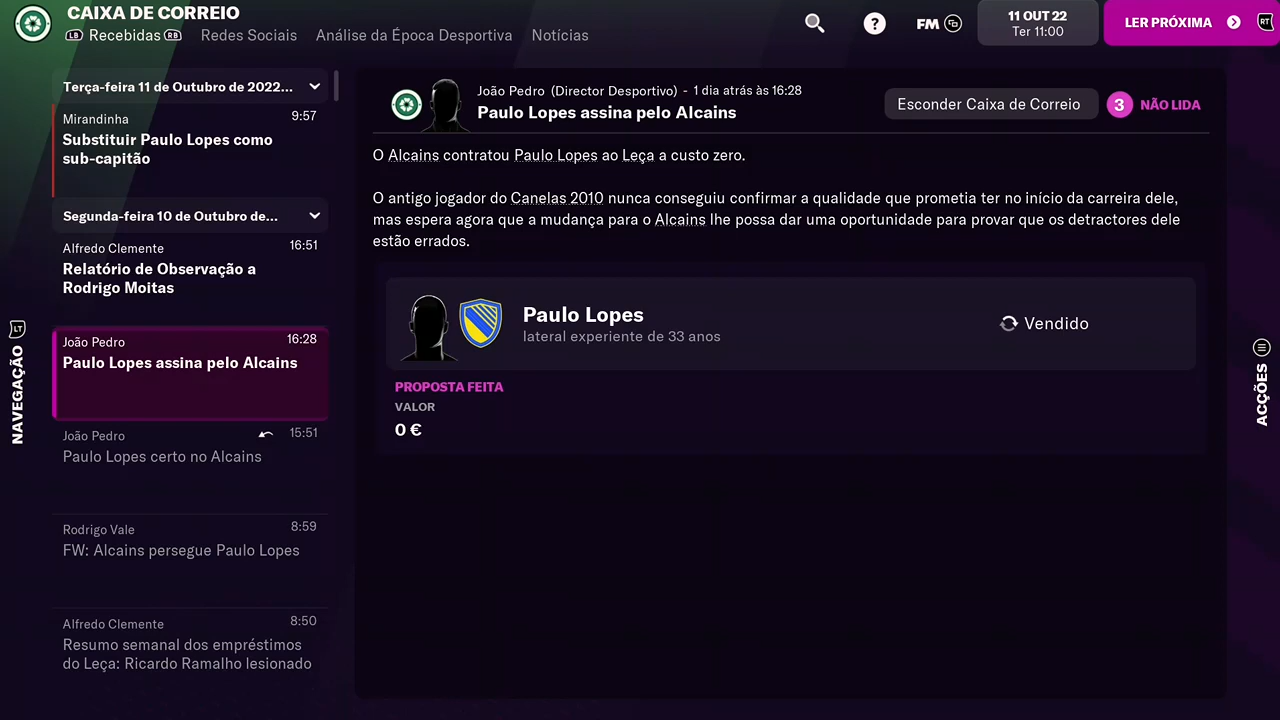 CAIXA DE CORREIO
LB Recebidas RB Redes Sociais Análise da Época Desportiva Notícias
?
FM
11 OUT 22
Ter 11:00
LER PRÓXIMA
RT
Terça-feira 11 de Outubro de 2022...
Mirandinha 9:57
Substituir Paulo Lopes como
sub-capitão
Segunda-feira 10 de Outubro de...
Alfredo Clemente 16:51
Relatório de Observação a
Rodrigo Moitas
João Pedro 16:28
Paulo Lopes assina pelo Alcains
João Pedro 15:51
Paulo Lopes certo no Alcains
Rodrigo Vale 8:59
FW: Alcains persegue Paulo Lopes
Alfredo Clemente 8:50
Resumo semanal dos empréstimos
do Leça: Ricardo Ramalho lesionado
NAVEGAÇÃO LT
João Pedro (Director Desportivo) - 1 dia atrás às 16:28
Paulo Lopes assina pelo Alcains
Esconder Caixa de Correio
3 NÃO LIDA
O Alcains contratou Paulo Lopes ao Leça a custo zero.
O antigo jogador do Canelas 2010 nunca conseguiu confirmar a qualidade que prometia ter no início da carreira dele,
mas espera agora que a mudança para o Alcains lhe possa dar uma oportunidade para provar que os detractores dele
estão errados.
Paulo Lopes
lateral experiente de 33 anos
Vendido
PROPOSTA FEITA
VALOR
0 €
ACÇÕES